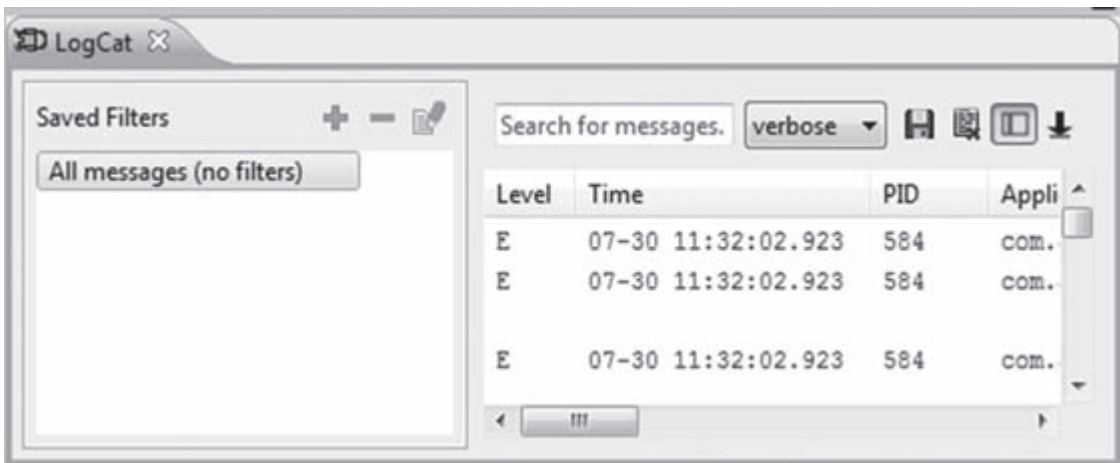 LogCat
Saved Filters
All messages (no filters)
Search for messages. verbose
Level Time PID Appli
E 07-30 11:32:02.923 584 com.
E 07-30 11:32:02.923 584 com.
E 07-30 11:32:02.923 584 com.